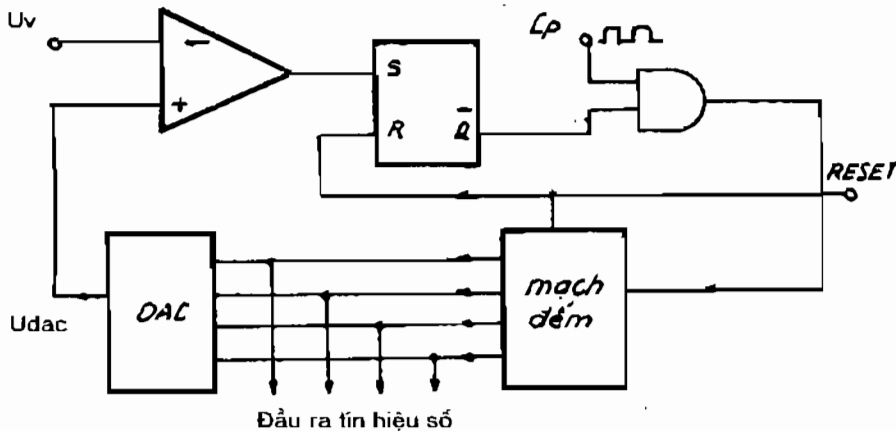 Uv
Cp
-
+
S
R
Q
RESET
DAC
mạch
đếm
Udac
Đầu ra tín hiệu số